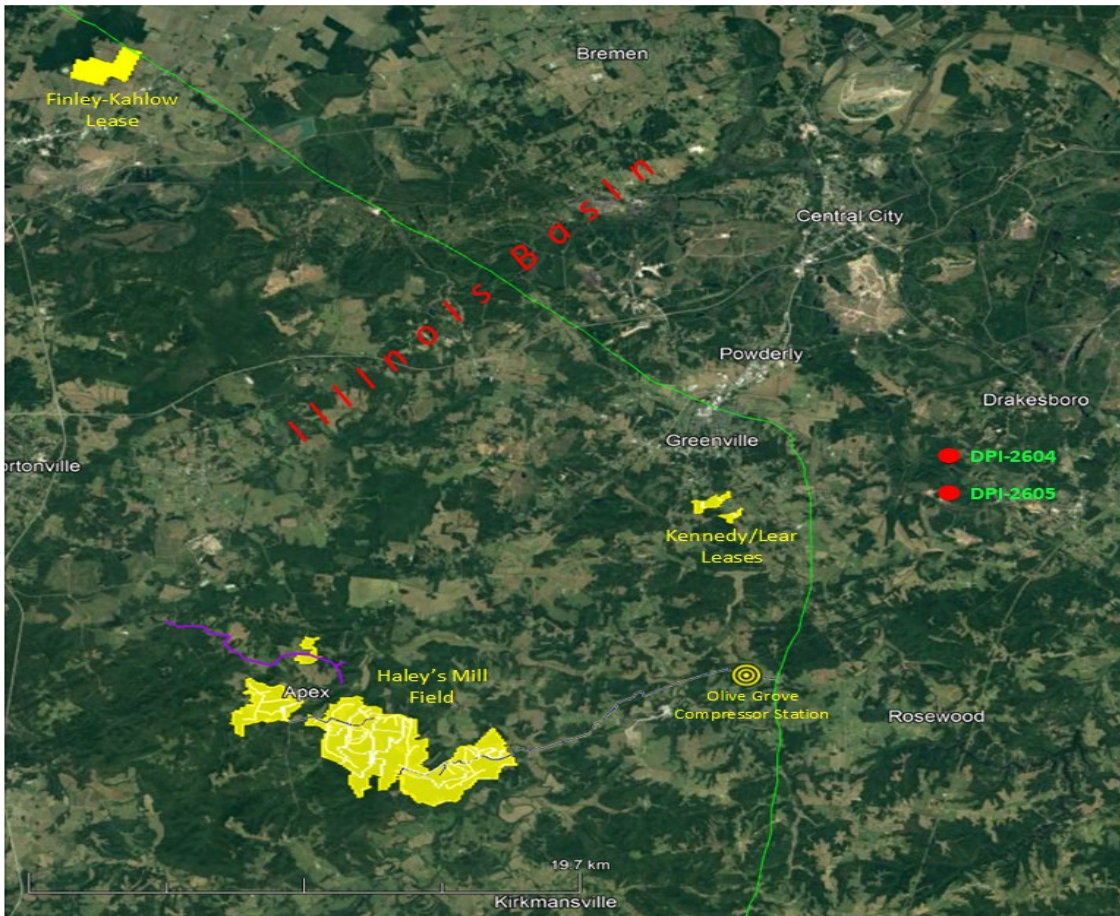 Bremen
Finley-Kahlow
Lease
Illinois Basin
Central City
Powderly
Drakesboro
Greenville
ortonville
DPI-2604
DPI-2605
Kennedy/Lear
Leases
Haley's Mill
Field
Apex
Olive Grove
Compressor Station
Rosewood
19.7 km
Kirkmansville